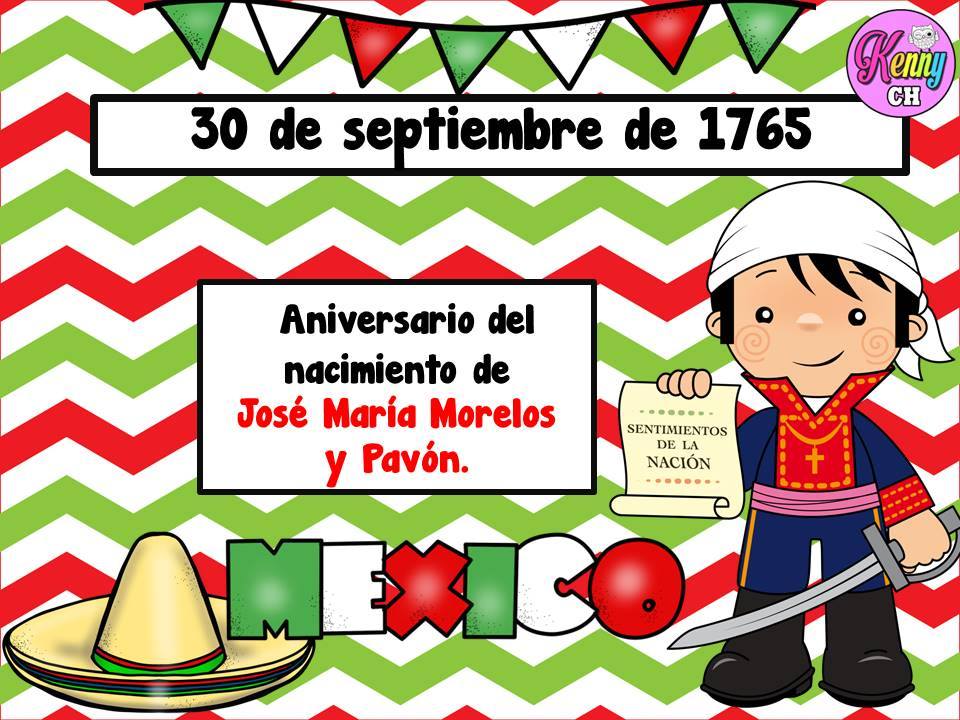 Kenny
CH
30 de septiembre de 1765
Aniversario del
nacimiento de
José María Morelos
y Pavón.
SENTIMIENTOS
DE LA
NACIÓN
MEXICO